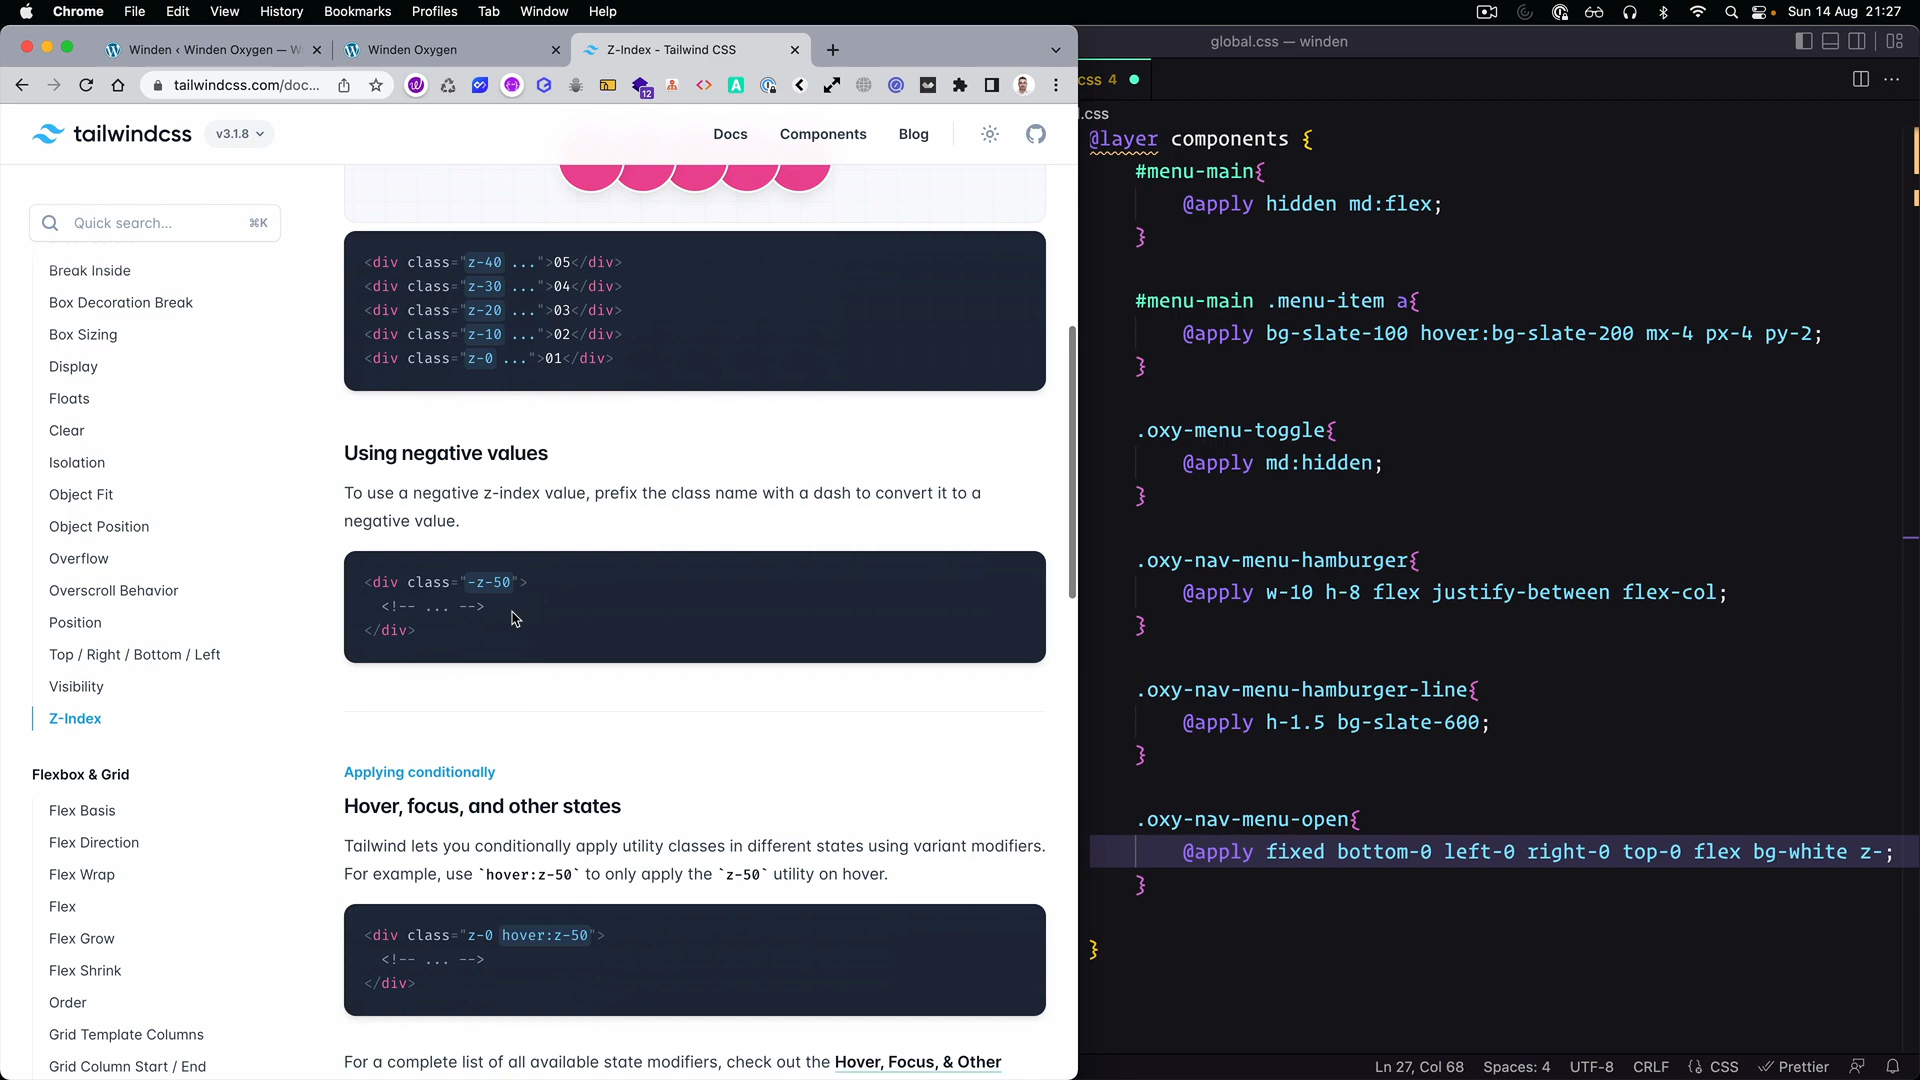 Chrome File Edit View History Bookmarks Profiles Tab Window Help Sun 14 Aug 21:27
Winden ‹ Winden Oxygen — W Winden Oxygen Z-Index - Tailwind CSS
global.css — winden
tailwindcss.com/doc... 12
css 4
l.css
tailwindcss v3.1.8 Docs Components Blog
Quick search... ⌘K
Break Inside
Box Decoration Break
Box Sizing
Display
Floats
Clear
Isolation
Object Fit
Object Position
Overflow
Overscroll Behavior
Position
Top / Right / Bottom / Left
Visibility
Z-Index
Flexbox & Grid
Flex Basis
Flex Direction
Flex Wrap
Flex
Flex Grow
Flex Shrink
Order
Grid Template Columns
Grid Column Start / End
<div class="z-40 ...">05</div>
<div class="z-30 ...">04</div>
<div class="z-20 ...">03</div>
<div class="z-10 ...">02</div>
<div class="z-0 ...">01</div>
Using negative values
To use a negative z-index value, prefix the class name with a dash to convert it to a
negative value.
<div class="-z-50">
<!-- ... -->
</div>
Applying conditionally
Hover, focus, and other states
Tailwind lets you conditionally apply utility classes in different states using variant modifiers.
For example, use `hover:z-50` to only apply the `z-50` utility on hover.
<div class="z-0 hover:z-50">
<!-- ... -->
</div>
For a complete list of all available state modifiers, check out the Hover, Focus, & Other
@layer components {
#menu-main{
@apply hidden md:flex;
}
#menu-main .menu-item a{
@apply bg-slate-100 hover:bg-slate-200 mx-4 px-4 py-2;
}
.oxy-menu-toggle{
@apply md:hidden;
}
.oxy-nav-menu-hamburger{
@apply w-10 h-8 flex justify-between flex-col;
}
.oxy-nav-menu-hamburger-line{
@apply h-1.5 bg-slate-600;
}
.oxy-nav-menu-open{
@apply fixed bottom-0 left-0 right-0 top-0 flex bg-white z-;
}
}
Ln 27, Col 68 Spaces: 4 UTF-8 CRLF {} CSS Prettier